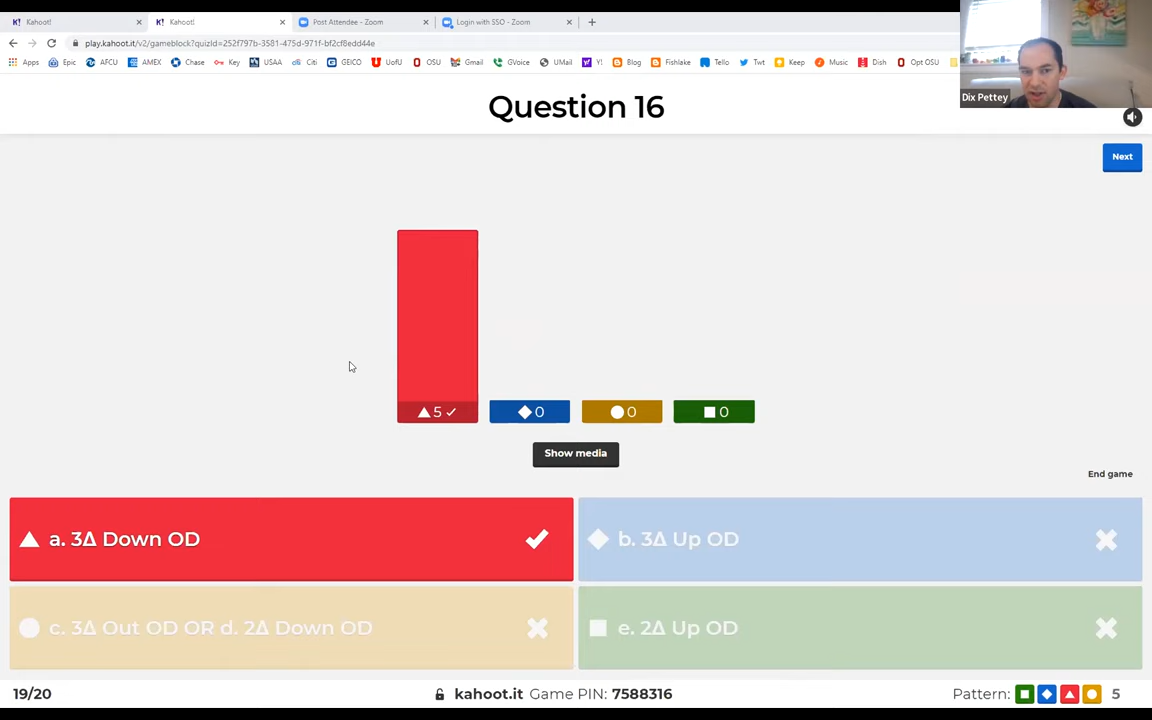 Kahoot!
Kahoot!
Post Attendee - Zoom
Login with SSO - Zoom
play.kahoot.it/v2/gameblock?quizId=252f797b-3581-475d-971f-bf2cf8edd44e
Apps Epic AFCU AMEX Chase Key USAA Citi GEICO UofU OSU Gmail GVoice UMail Y! Blog Fishlake Tello Twt Keep Music Dish Opt OSU
Dix Pettey
Question 16
Next
5
0
0
0
Show media
End game
a. 3Δ Down OD
b. 3Δ Up OD
c. 3Δ Out OD OR d. 2Δ Down OD
e. 2Δ Up OD
19/20
kahoot.it Game PIN: 7588316
Pattern: 5